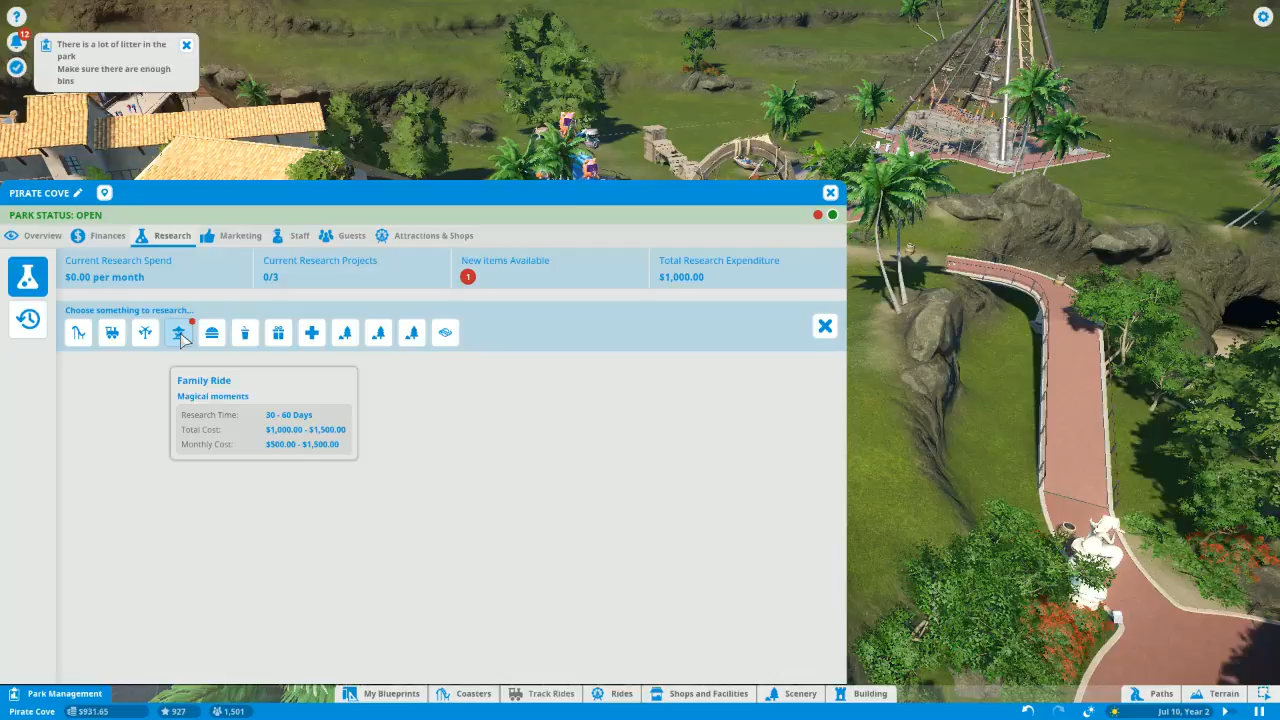 ?
12
There is a lot of litter in the
park
Make sure there are enough
bins
PIRATE COVE
PARK STATUS: OPEN
Overview Finances Research Marketing Staff Guests Attractions & Shops
Current Research Spend Current Research Projects New items Available Total Research Expenditure
$0.00 per month 0/3 1 $1,000.00
Choose something to research...
Family Ride
Magical moments
Research Time: 30 - 60 Days
Total Cost: $1,000.00 - $1,500.00
Monthly Cost: $500.00 - $1,500.00
Park Management My Blueprints Coasters Track Rides Rides Shops and Facilities Scenery Building Paths Terrain
Pirate Cove $931.65 927 1,501 Jul 10, Year 2